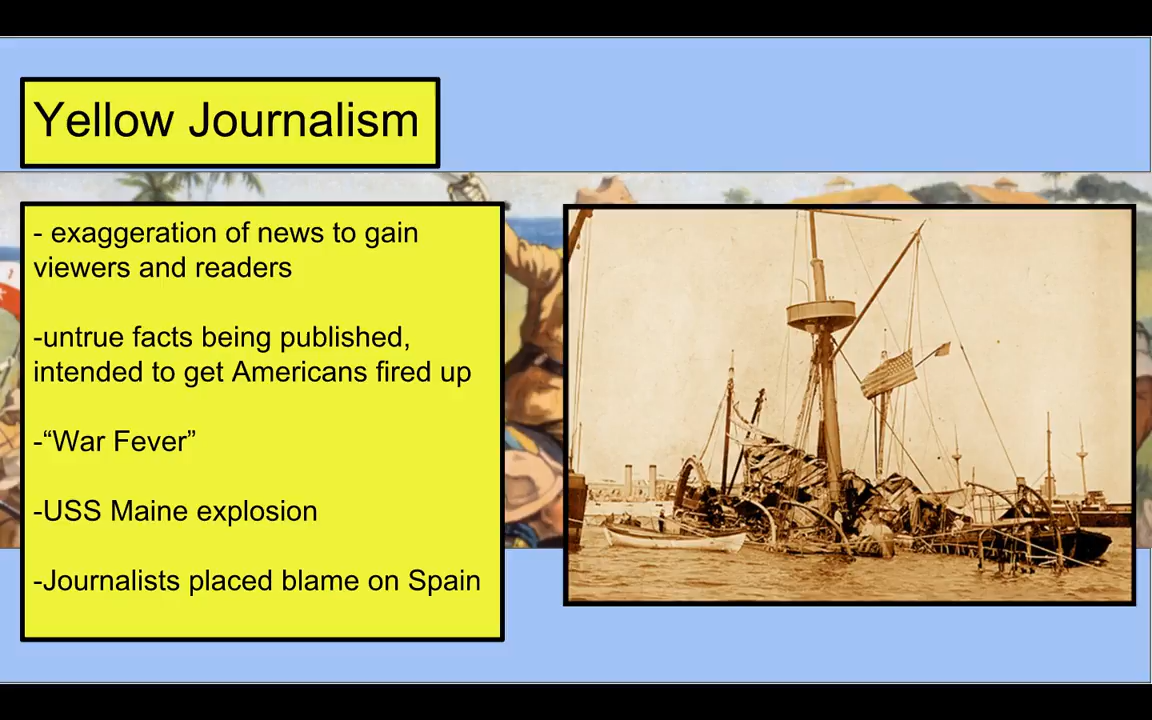 Yellow Journalism
- exaggeration of news to gain
viewers and readers
-untrue facts being published,
intended to get Americans fired up
-“War Fever”
-USS Maine explosion
-Journalists placed blame on Spain